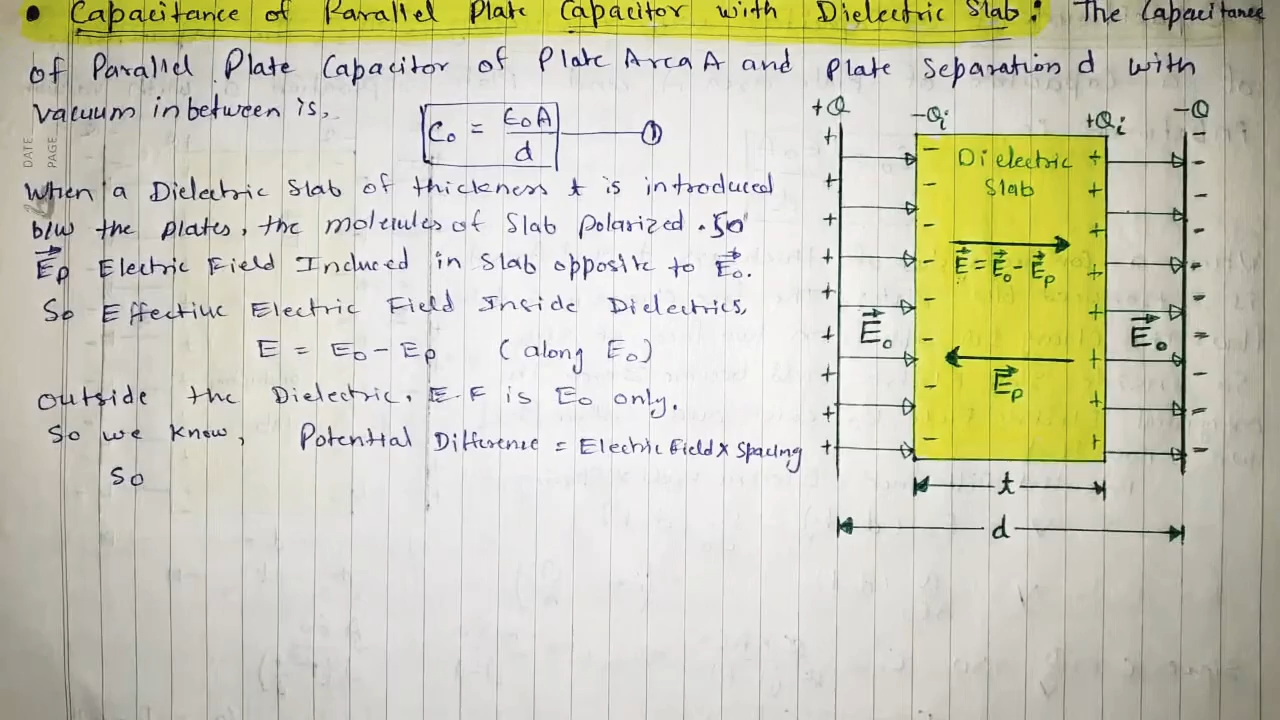 • Capacitance of Parallel Plate Capacitor with Dielectric Slab: The Capacitance
of Parallel Plate Capacitor of Plate Area A and Plate Separation d with
vacuum in between is,
C₀ = ε₀A/d ①
When a Dielectric Slab of thickness t is introduced
b/w the plates, the molecules of Slab Polarized. So
E⃗p Electric Field Induced in Slab opposite to E⃗₀.
So Effective Electric Field Inside Dielectrics,
E = E₀ - Ep (along E₀)
outside the Dielectric, E.F is E₀ only.
So we know, Potential Difference = Electric Field x Spacing
So
+Q -Qi +Qi -Q
Dielectric
Slab
E⃗ = E⃗₀ - E⃗p
E⃗₀ E⃗₀
E⃗p
t
d
DATE
PAGE